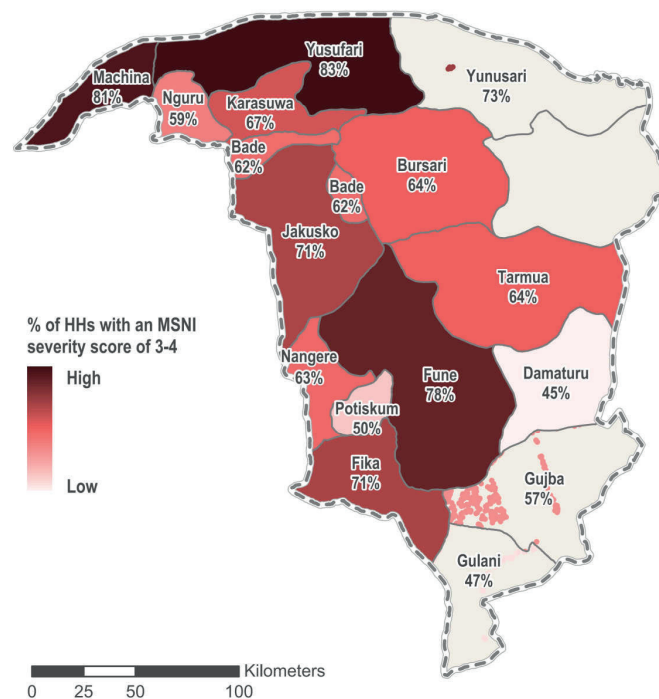 Yusufari
83%
Machina
81%
Yunusari
73%
Nguru
59%
Karasuwa
67%
Bade
62%
Bursari
64%
Bade
62%
Jakusko
71%
Tarmua
64%
% of HHs with an MSNI
severity score of 3-4
High
Low
Nangere
63%
Fune
78%
Damaturu
45%
Potiskum
50%
Fika
71%
Gujba
57%
Gulani
47%
Kilometers
0 25 50 100